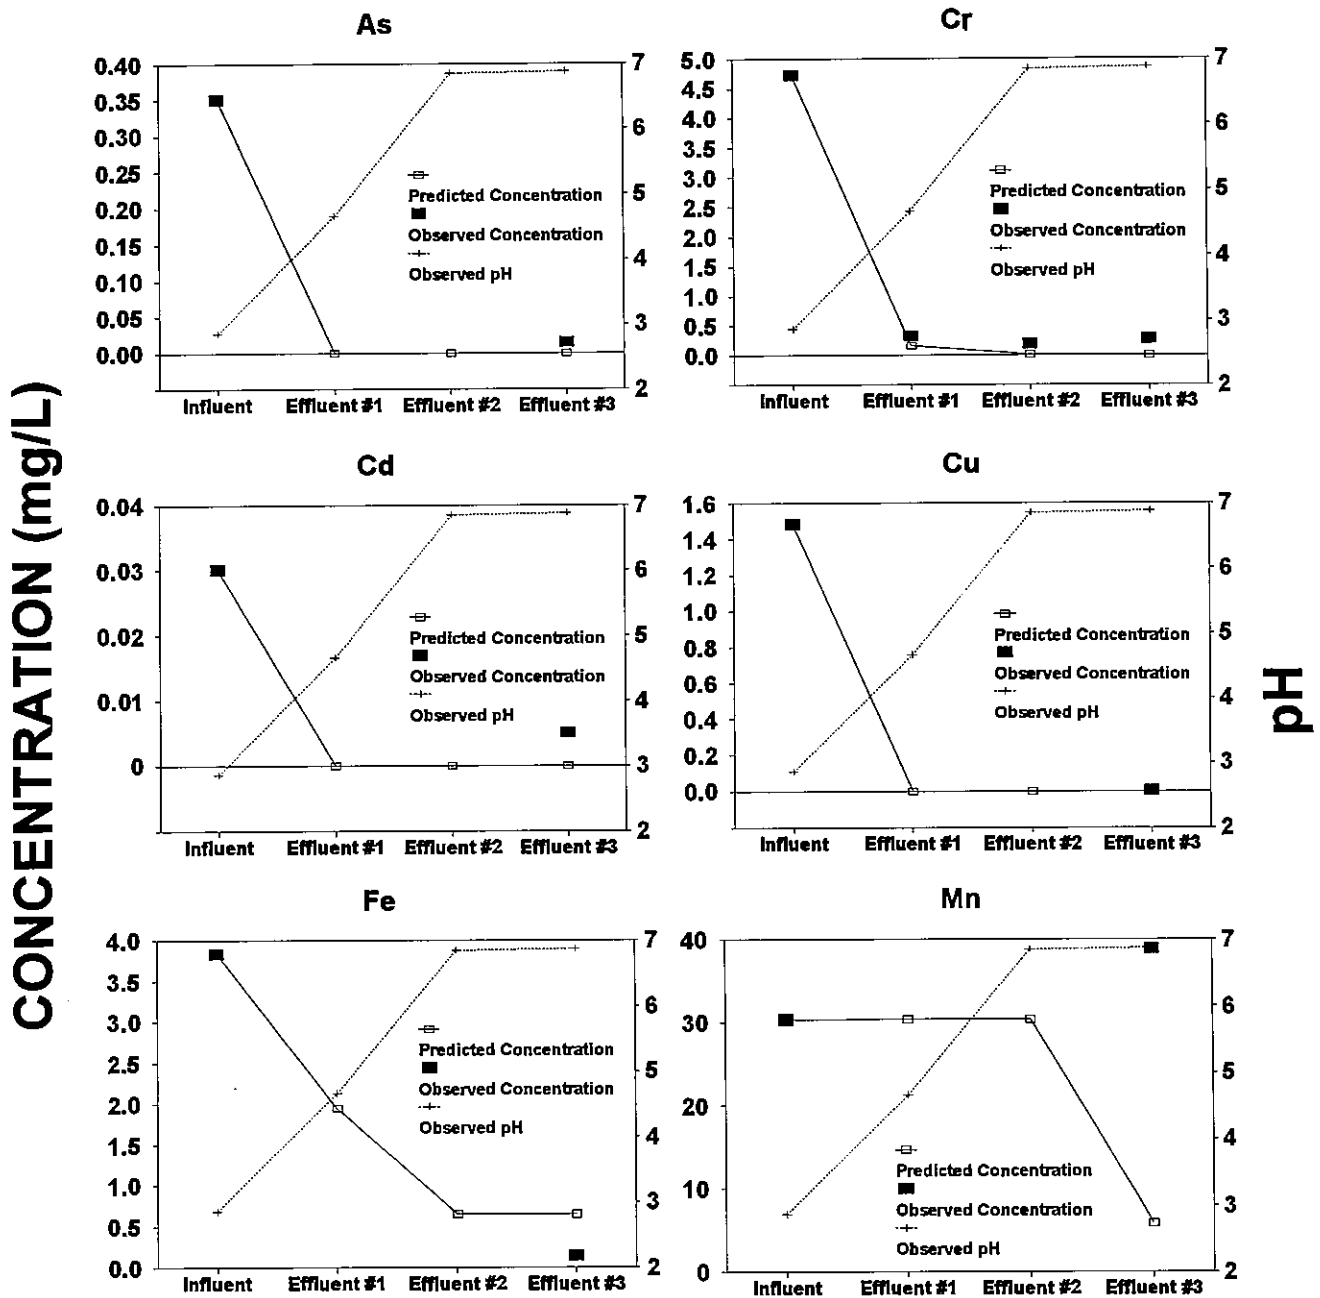 CONCENTRATION (mg/L)
pH
As
0.40
0.35
0.30
0.25
0.20
0.15
0.10
0.05
0.00
7
6
5
4
3
2
Predicted Concentration
Observed Concentration
Observed pH
Influent Effluent #1 Effluent #2 Effluent #3
Cr
5.0
4.5
4.0
3.5
3.0
2.5
2.0
1.5
1.0
0.5
0.0
7
6
5
4
3
2
Predicted Concentration
Observed Concentration
Observed pH
Influent Effluent #1 Effluent #2 Effluent #3
Cd
0.04
0.03
0.02
0.01
0
7
6
5
4
3
2
Predicted Concentration
Observed Concentration
Observed pH
Influent Effluent #1 Effluent #2 Effluent #3
Cu
1.6
1.4
1.2
1.0
0.8
0.6
0.4
0.2
0.0
7
6
5
4
3
2
Predicted Concentration
Observed Concentration
Observed pH
Influent Effluent #1 Effluent #2 Effluent #3
Fe
4.0
3.5
3.0
2.5
2.0
1.5
1.0
0.5
0.0
7
6
5
4
3
2
Predicted Concentration
Observed Concentration
Observed pH
Influent Effluent #1 Effluent #2 Effluent #3
Mn
40
30
20
10
0
7
6
5
4
3
2
Predicted Concentration
Observed Concentration
Observed pH
Influent Effluent #1 Effluent #2 Effluent #3